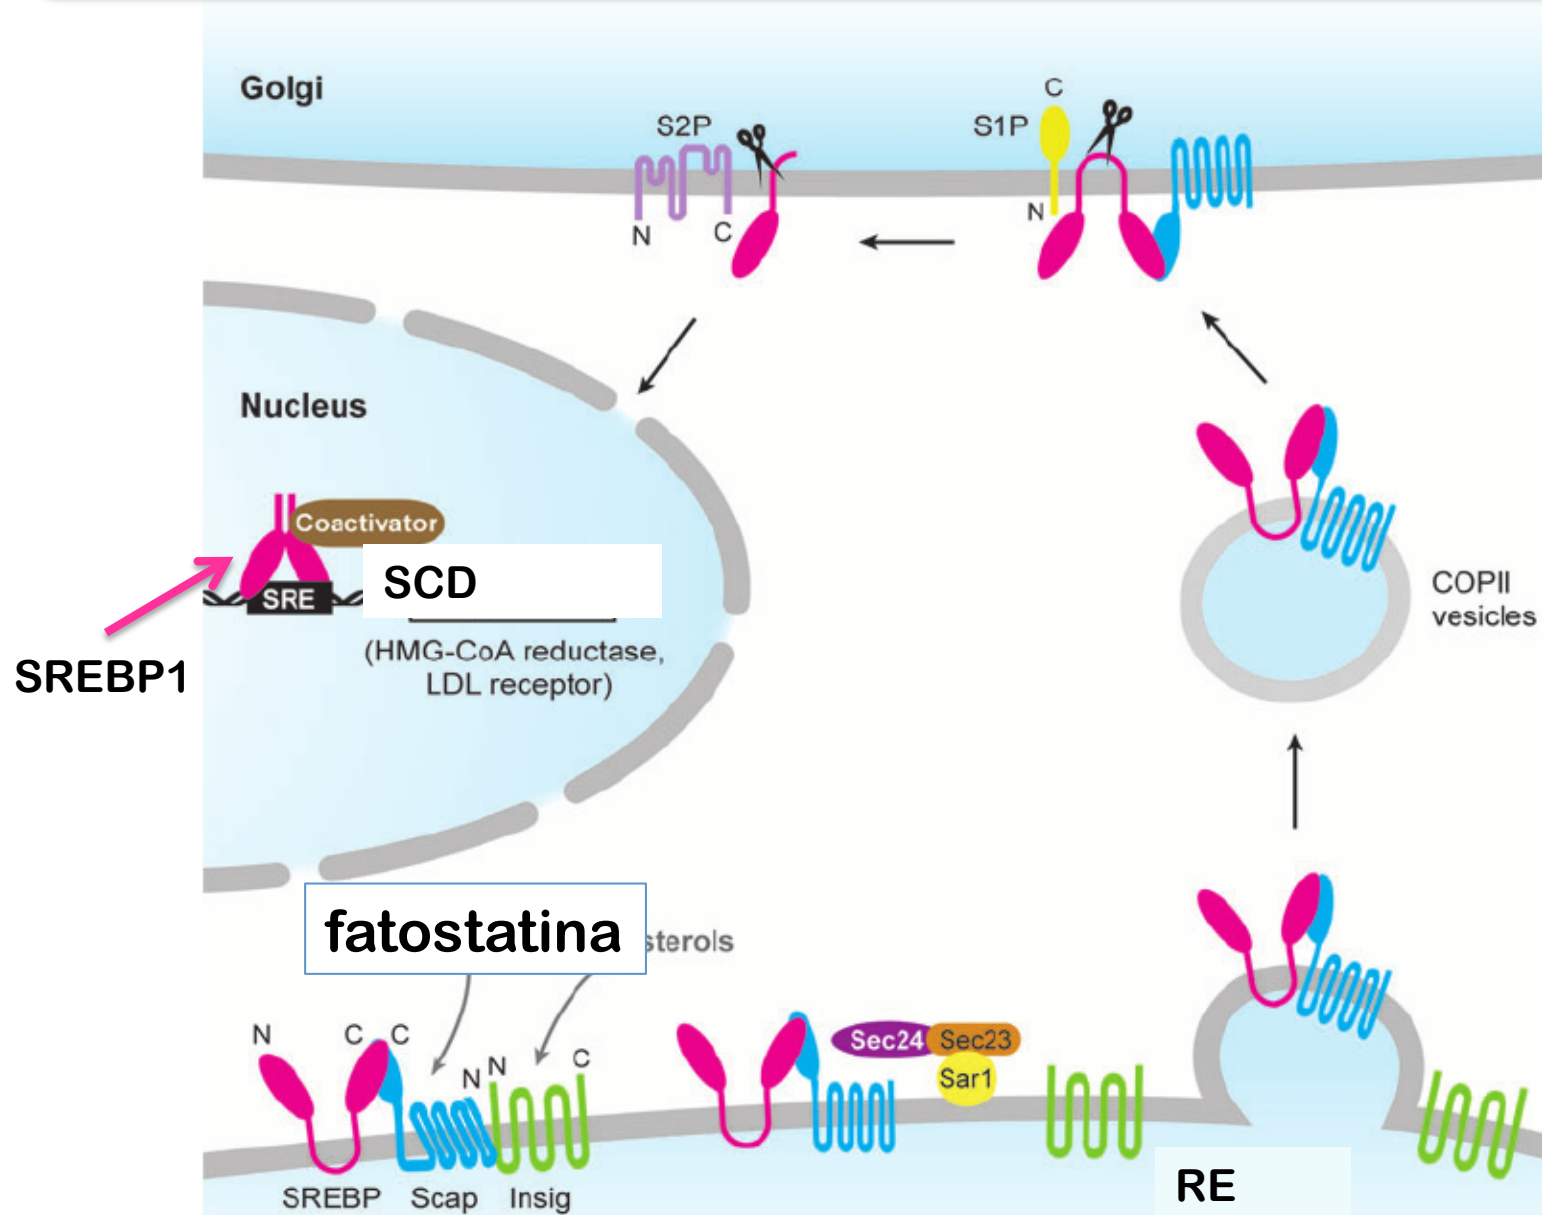 Golgi
C
S2P
S1P
N
C
N
Nucleus
Coactivator
SCD
SRE
(HMG-CoA reductase,
LDL receptor)
SREBP1
COPII
vesicles
fatostatina
sterols
N
C
C
N
N
C
Sec24
Sec23
Sar1
SREBP
Scap
Insig
RE